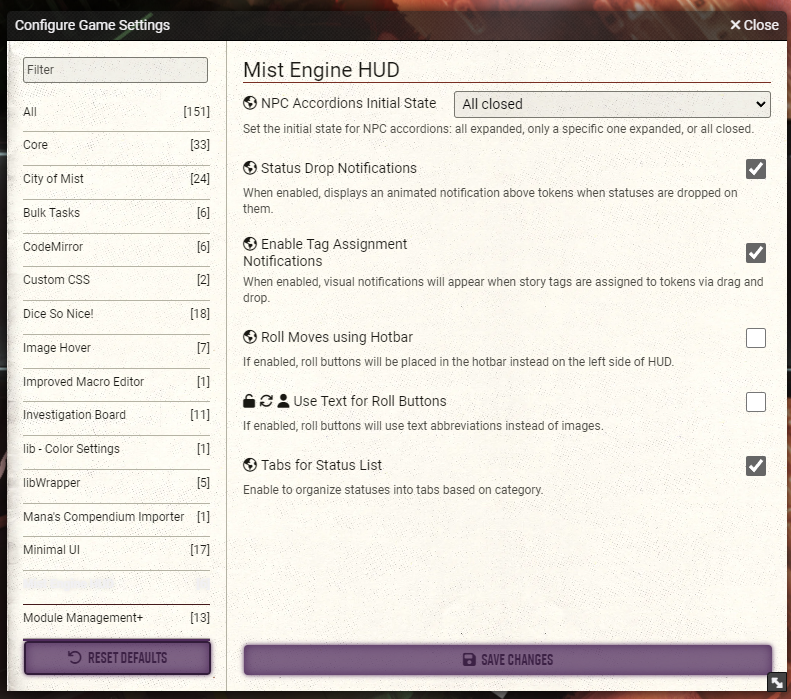 Configure Game Settings
Close
Filter
All [151]
Core [33]
City of Mist [24]
Bulk Tasks [6]
CodeMirror [6]
Custom CSS [2]
Dice So Nice! [18]
Image Hover [7]
Improved Macro Editor [1]
Investigation Board [11]
lib - Color Settings [1]
libWrapper [5]
Mana's Compendium Importer [1]
Minimal UI [17]
Module Management+ [13]
RESET DEFAULTS
Mist Engine HUD
NPC Accordions Initial State
All closed
Set the initial state for NPC accordions: all expanded, only a specific one expanded, or all closed.
Status Drop Notifications
When enabled, displays an animated notification above tokens when statuses are dropped on
them.
Enable Tag Assignment
Notifications
When enabled, visual notifications will appear when story tags are assigned to tokens via drag and
drop.
Roll Moves using Hotbar
If enabled, roll buttons will be placed in the hotbar instead on the left side of HUD.
Use Text for Roll Buttons
If enabled, roll buttons will use text abbreviations instead of images.
Tabs for Status List
Enable to organize statuses into tabs based on category.
SAVE CHANGES